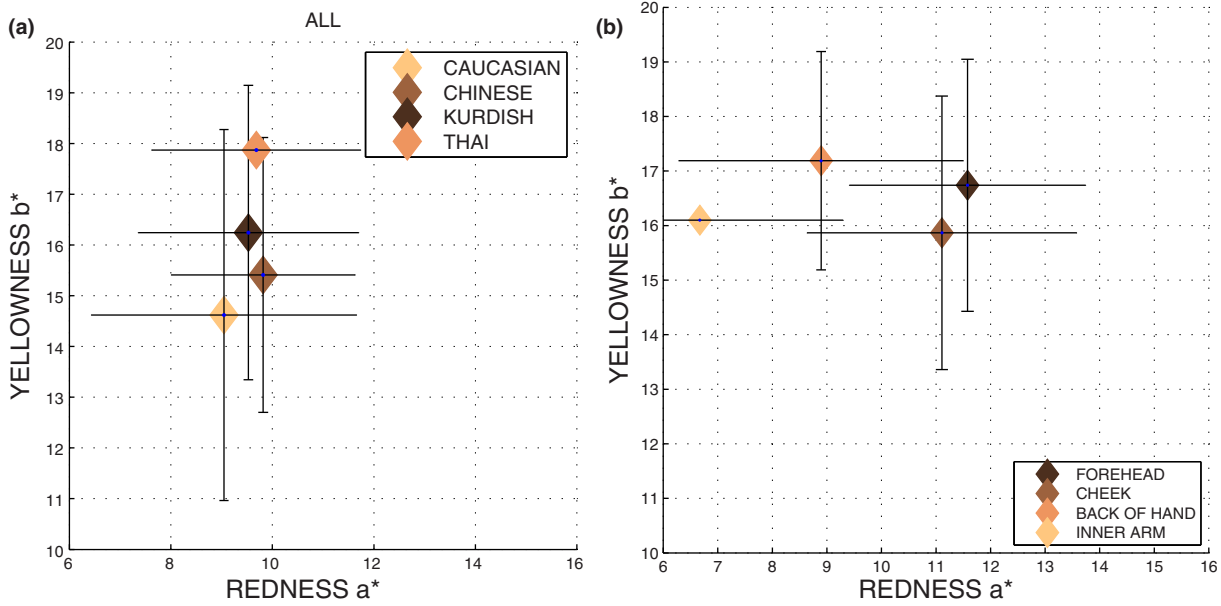 (a)
ALL
CAUCASIAN
CHINESE
KURDISH
THAI
YELLOWNESS b*
20
19
18
17
16
15
14
13
12
11
10
6
8
10
12
14
16
REDNESS a*
(b)
YELLOWNESS b*
20
19
18
17
16
15
14
13
12
11
10
FOREHEAD
CHEEK
BACK OF HAND
INNER ARM
6
7
8
9
10
11
12
13
14
15
16
REDNESS a*